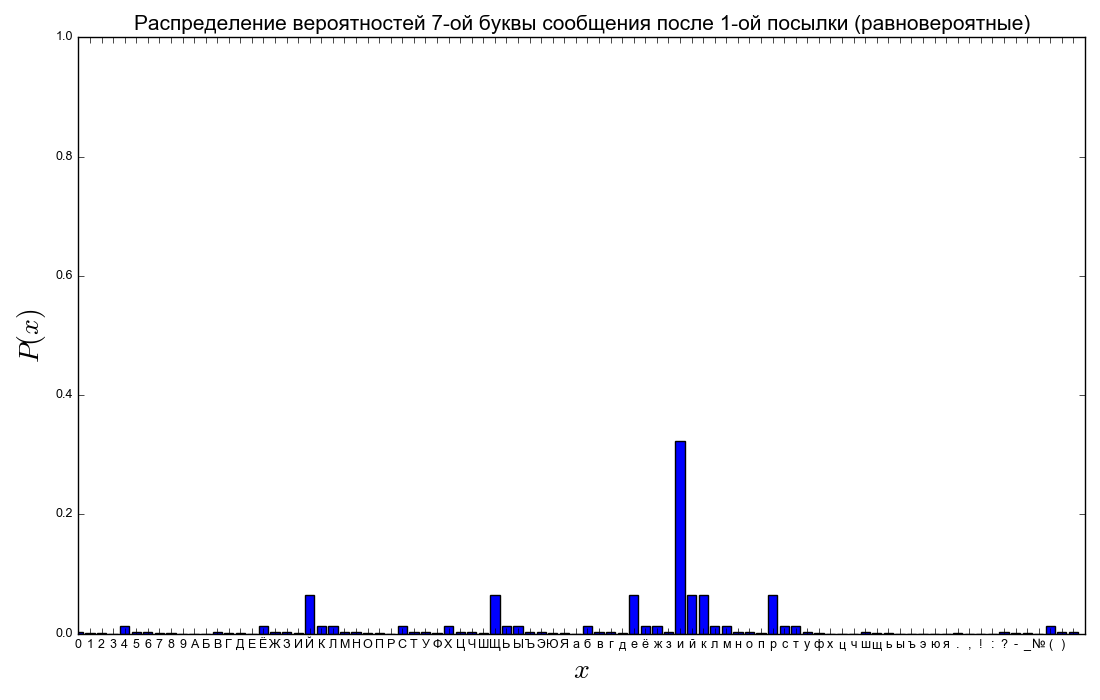 Распределение вероятностей 7-ой буквы сообщения после 1-ой посылки (равновероятные)
1.0
0.8
0.6
0.4
0.2
0.0
P(x)
0 1 2 3 4 5 6 7 8 9 А Б В Г Д Е Ё Ж З И Й К Л М Н О П Р С Т У Ф Х Ц Ч Ш Щ Ь Ы Ъ Э Ю Я а б в г д е ё ж з и й к л м н о п р с т у ф х ц ч ш щ ь ы ъ э ю я . , ! : ? - _ № ( )
x